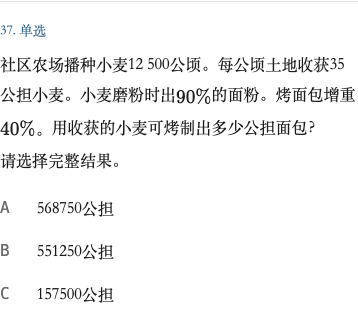 37. 单选
社区农场播种小麦12 500公顷。每公顷土地收获35
公担小麦。小麦磨粉时出90%的面粉。烤面包增重
40%。用收获的小麦可烤制出多少公担面包?
请选择完整结果。
A 568750公担
B 551250公担
C 157500公担